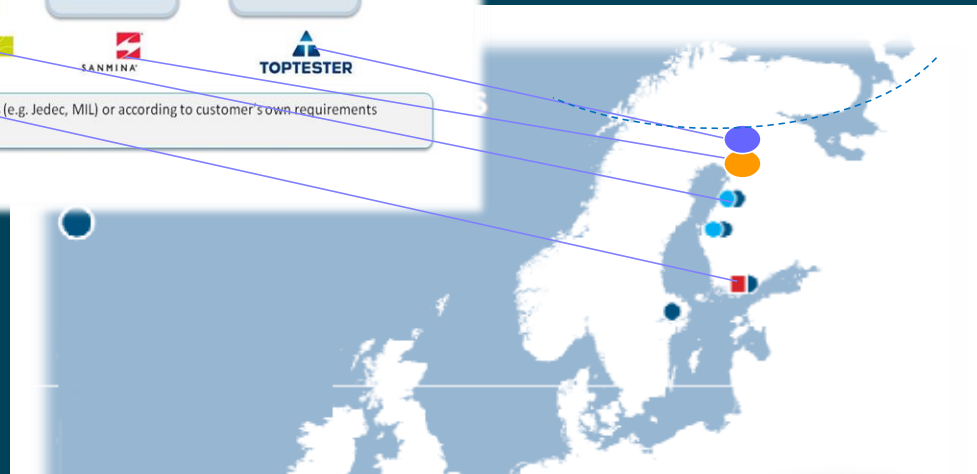 SANMINA
TOPTESTER
(e.g. Jedec, MIL) or according to customer´s own requirements